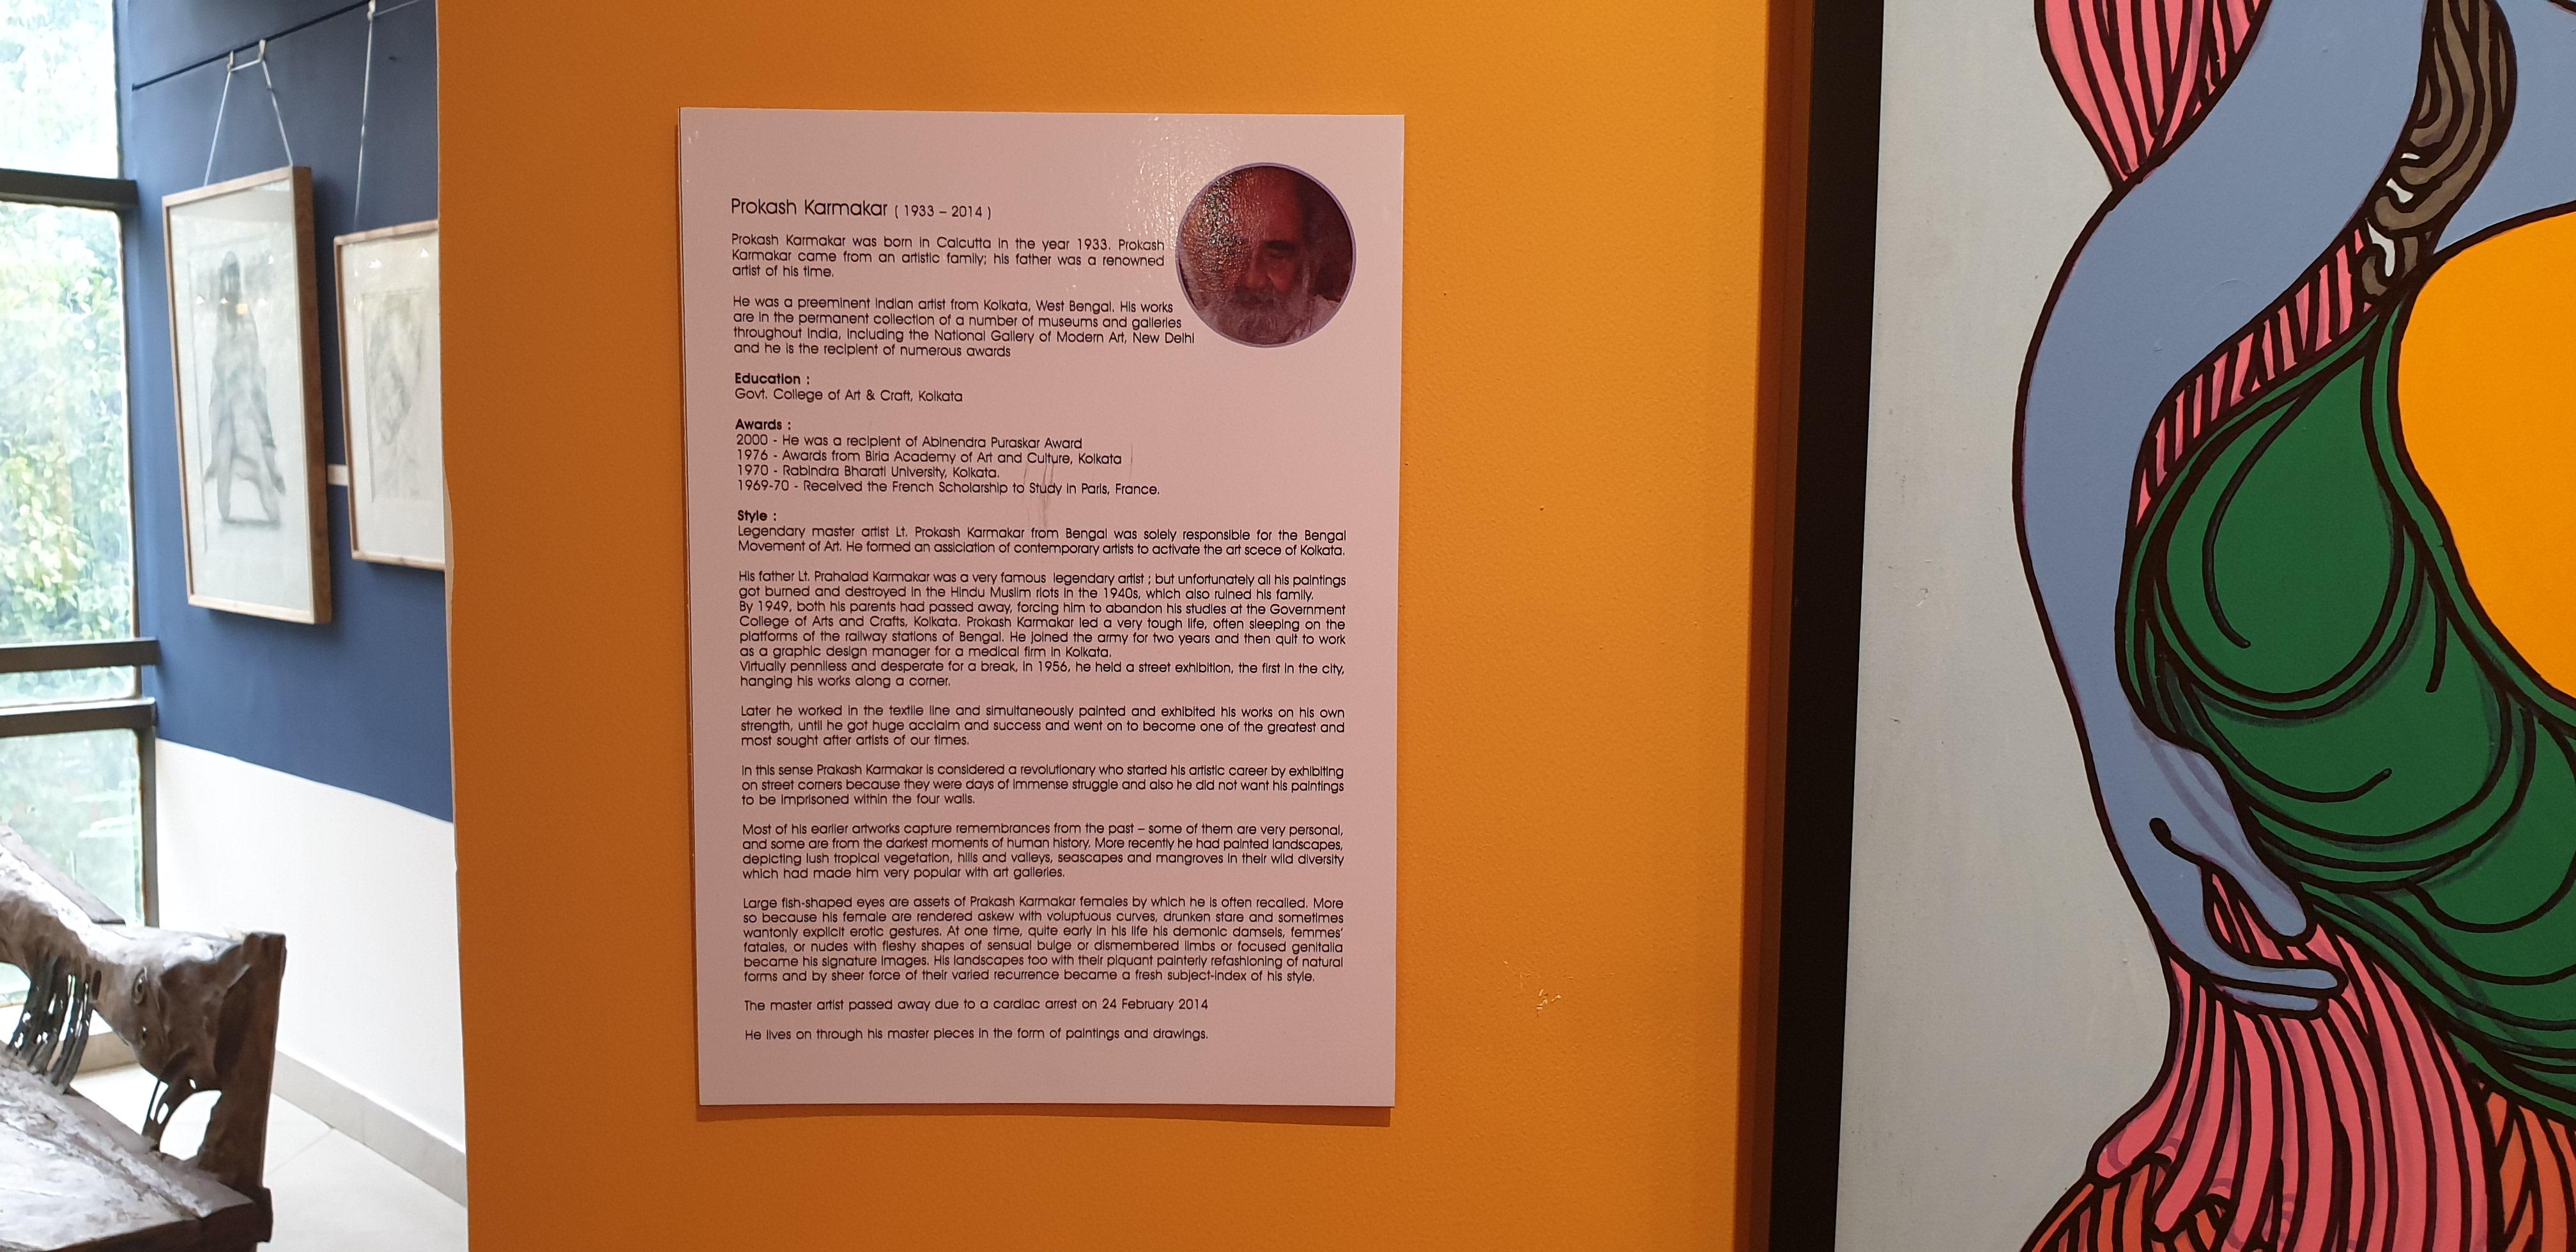 Prokash Karmakar ( 1933 – 2014 )
Prokash Karmakar was born in Calcutta in the year 1933. Prokash
Karmakar came from an artistic family; his father was a renowned
artist of his time.
He was a preeminent Indian artist from Kolkata, West Bengal. His works
are in the permanent collection of a number of museums and galleries
throughout India, including the National Gallery of Modern Art, New Delhi
and he is the recipient of numerous awards
Education :
Govt. College of Art & Craft, Kolkata
Awards :
2000 - He was a recipient of Abinendra Puraskar Award
1976 - Awards from Birla Academy of Art and Culture, Kolkata
1970 - Rabindra Bharati University, Kolkata.
1969-70 - Received the French Scholarship to Study in Paris, France.
Style :
Legendary master artist Lt. Prokash Karmakar from Bengal was solely responsible for the Bengal
Movement of Art. He formed an assiciation of contemporary artists to activate the art scece of Kolkata.
His father Lt. Prahalad Karmakar was a very famous legendary artist ; but unfortunately all his paintings
got burned and destroyed in the Hindu Muslim riots in the 1940s, which also ruined his family.
By 1949, both his parents had passed away, forcing him to abandon his studies at the Government
College of Arts and Crafts, Kolkata. Prokash Karmakar led a very tough life, often sleeping on the
platforms of the railway stations of Bengal. He joined the army for two years and then quit to work
as a graphic design manager for a medical firm in Kolkata.
Virtually penniless and desperate for a break, in 1956, he held a street exhibition, the first in the city,
hanging his works along a corner.
Later he worked in the textile line and simultaneously painted and exhibited his works on his own
strength, until he got huge acclaim and success and went on to become one of the greatest and
most sought after artists of our times.
In this sense Prakash Karmakar is considered a revolutionary who started his artistic career by exhibiting
on street corners because they were days of immense struggle and also he did not want his paintings
to be imprisoned within the four walls.
Most of his earlier artworks capture remembrances from the past – some of them are very personal,
and some are from the darkest moments of human history. More recently he had painted landscapes,
depicting lush tropical vegetation, hills and valleys, seascapes and mangroves in their wild diversity
which had made him very popular with art galleries.
Large fish-shaped eyes are assets of Prakash Karmakar females by which he is often recalled. More
so because his female are rendered askew with voluptuous curves, drunken stare and sometimes
wantonly explicit erotic gestures. At one time, quite early in his life his demonic damsels, femmes'
fatales, or nudes with fleshy shapes of sensual bulge or dismembered limbs or focused genitalia
became his signature images. His landscapes too with their piquant painterly refashioning of natural
forms and by sheer force of their varied recurrence became a fresh subject-index of his style.
The master artist passed away due to a cardiac arrest on 24 February 2014
He lives on through his master pieces in the form of paintings and drawings.